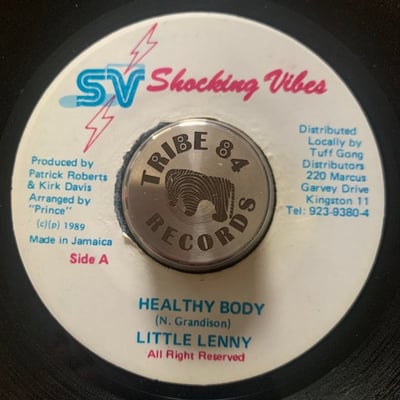 SV Shocking Vibes
Produced by
Patrick Roberts
& Kirk Davis
Arranged by
"Prince"
(c)(p) 1989
Made in Jamaica
Side A
TRIBE 84
RECORDS
Distributed
Locally by
Tuff Gong
Distributors
220 Marcus
Garvey Drive
Kingston 11
Tel: 923-9380-4
HEALTHY BODY
(N. Grandison)
LITTLE LENNY
All Right Reserved